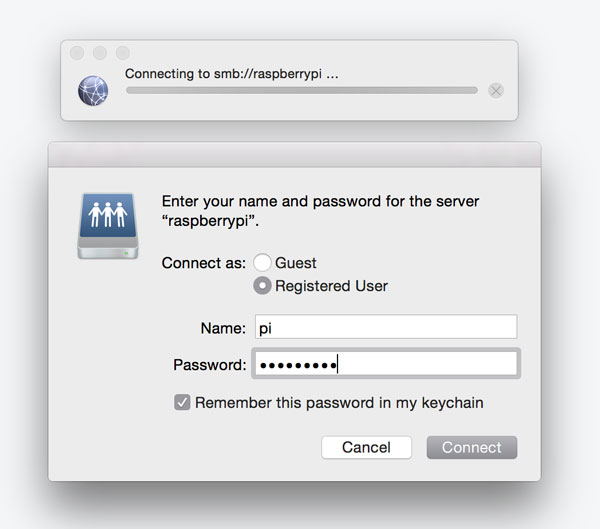 Connecting to smb://raspberrypi ...
Enter your name and password for the server
“raspberrypi”.
Connect as: Guest
Registered User
Name: pi
Password: •••••••••
Remember this password in my keychain
Cancel Connect